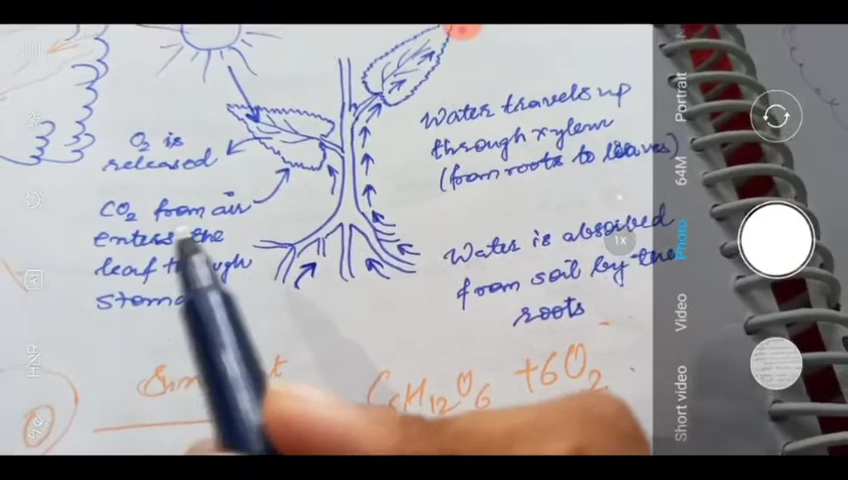 O2 is
released
CO2 from air
enters the
leaf through
Water travels up
through xylem
(from roots to leaves)
Water is absorbed
from soil by the
roots
C6H12O6 + 6O2
1x
Portrait
64M
Photo
Video
Short video
HDR